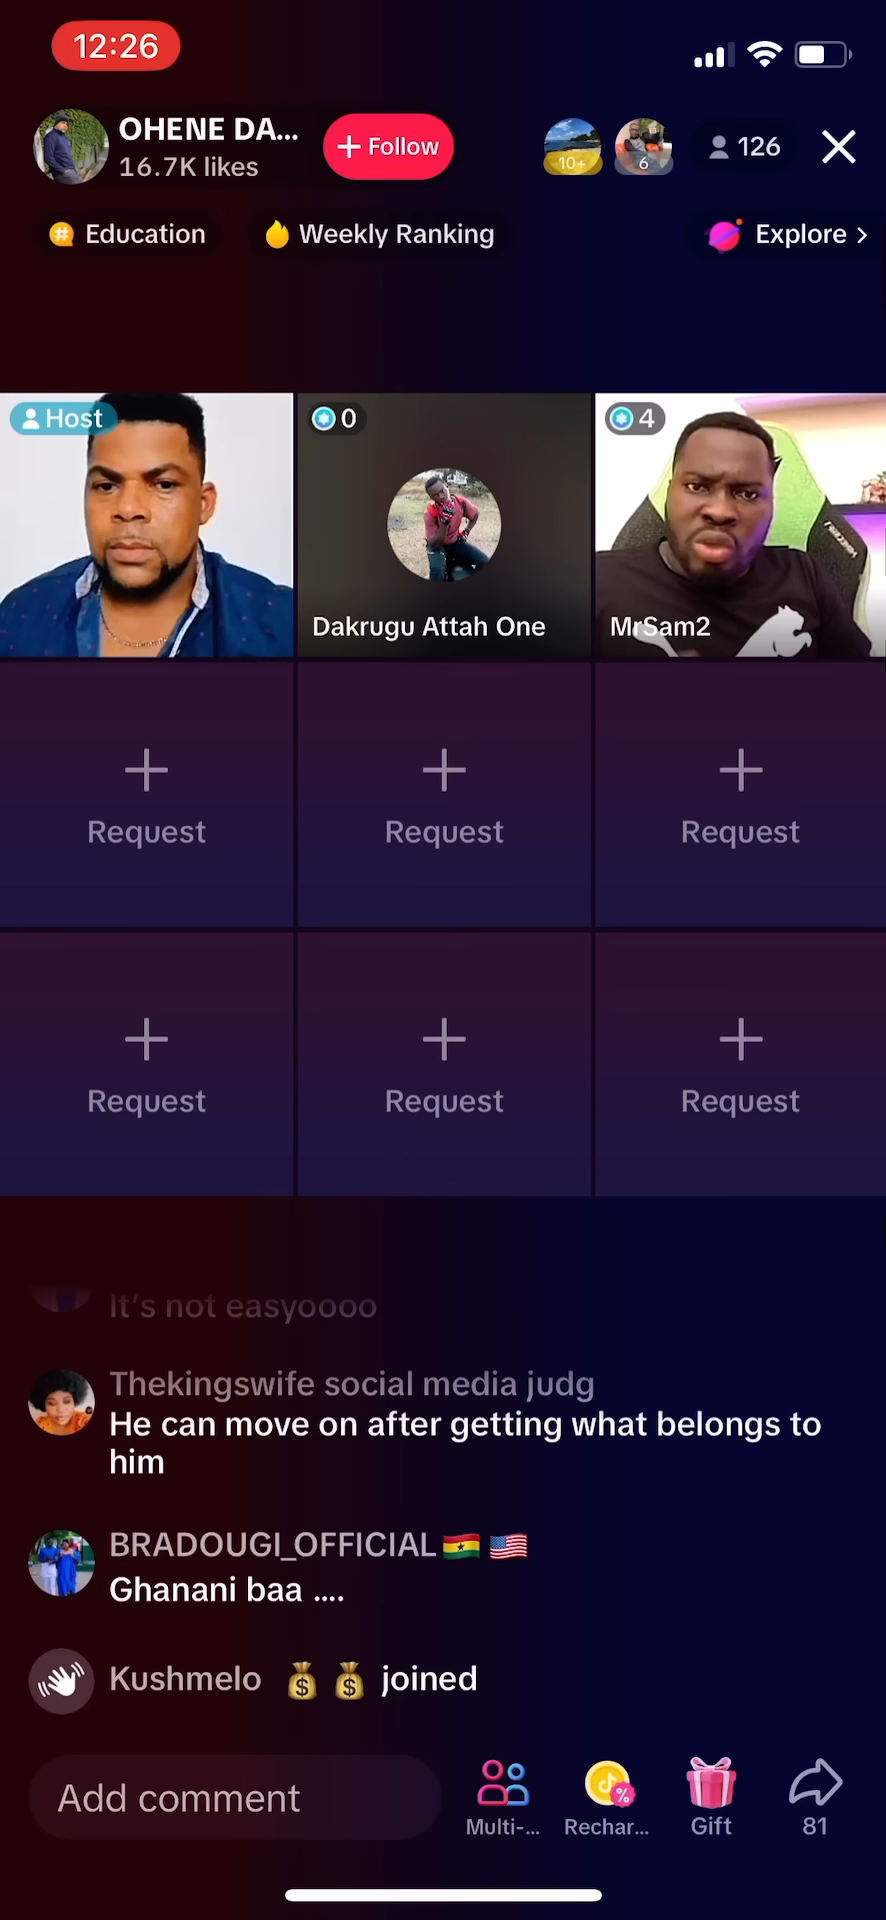 12:26
OHENE DA...
16.7K likes
+ Follow
10+
6
126
Education
Weekly Ranking
Explore >
Host
0
4
Dakrugu Attah One
MrSam2
Request
Request
Request
Request
Request
Request
It's not easyoooo
Thekingswife social media judg
He can move on after getting what belongs to
him
BRADOUGI_OFFICIAL 🇬🇭 🇺🇸
Ghanani baa ....
Kushmelo 💰 💰 joined
Add comment
Multi-...
Rechar...
Gift
81